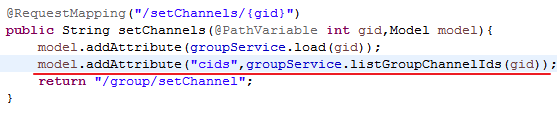 @RequestMapping("/setChannels/{gid}")
public String setChannels(@PathVariable int gid,Model model){
model.addAttribute(groupService.load(gid));
model.addAttribute("cids",groupService.listGroupChannelIds(gid));
return "/group/setChannel";
}